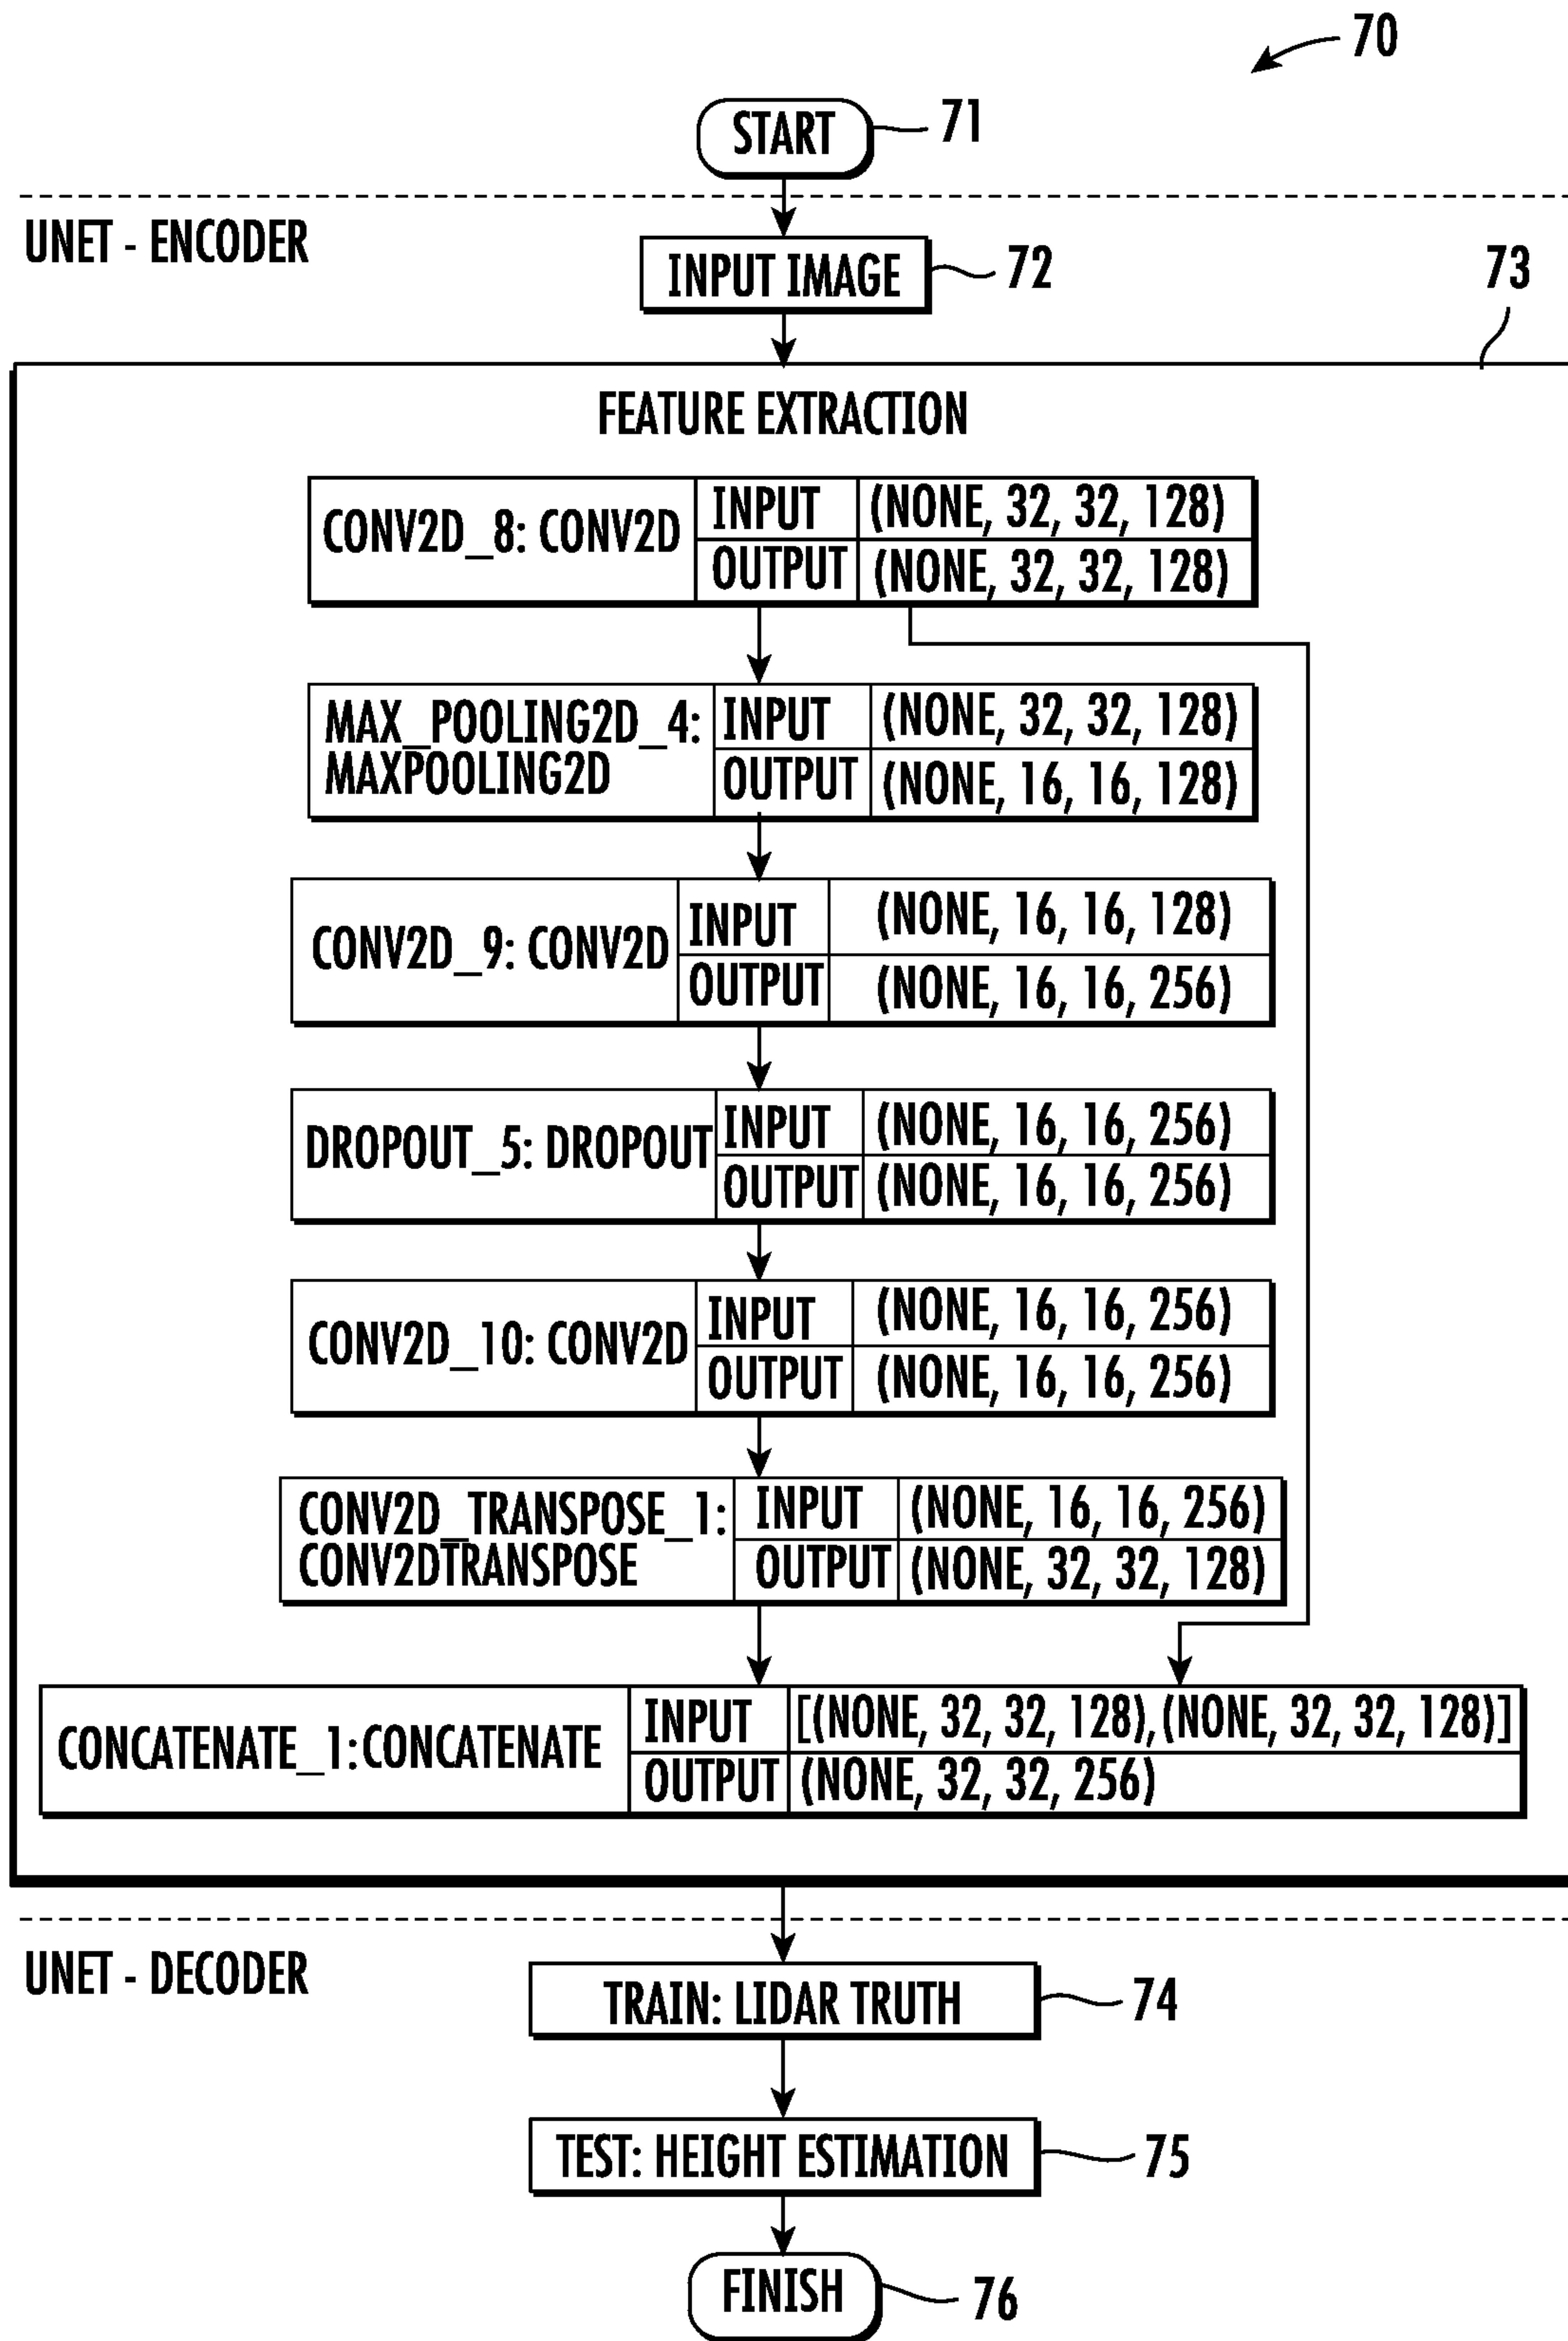 70
START
71
UNET - ENCODER
INPUT IMAGE
72
73
FEATURE EXTRACTION
CONV2D_8: CONV2D
INPUT
(NONE, 32, 32, 128)
OUTPUT
(NONE, 32, 32, 128)
MAX_POOLING2D_4:
MAXPOOLING2D
INPUT
(NONE, 32, 32, 128)
OUTPUT
(NONE, 16, 16, 128)
CONV2D_9: CONV2D
INPUT
(NONE, 16, 16, 128)
OUTPUT
(NONE, 16, 16, 256)
DROPOUT_5: DROPOUT
INPUT
(NONE, 16, 16, 256)
OUTPUT
(NONE, 16, 16, 256)
CONV2D_10: CONV2D
INPUT
(NONE, 16, 16, 256)
OUTPUT
(NONE, 16, 16, 256)
CONV2D_TRANSPOSE_1:
CONV2DTRANSPOSE
INPUT
(NONE, 16, 16, 256)
OUTPUT
(NONE, 32, 32, 128)
CONCATENATE_1:CONCATENATE
INPUT
[(NONE, 32, 32, 128),(NONE, 32, 32, 128)]
OUTPUT
(NONE, 32, 32, 256)
UNET - DECODER
TRAIN: LIDAR TRUTH
74
TEST: HEIGHT ESTIMATION
75
FINISH
76